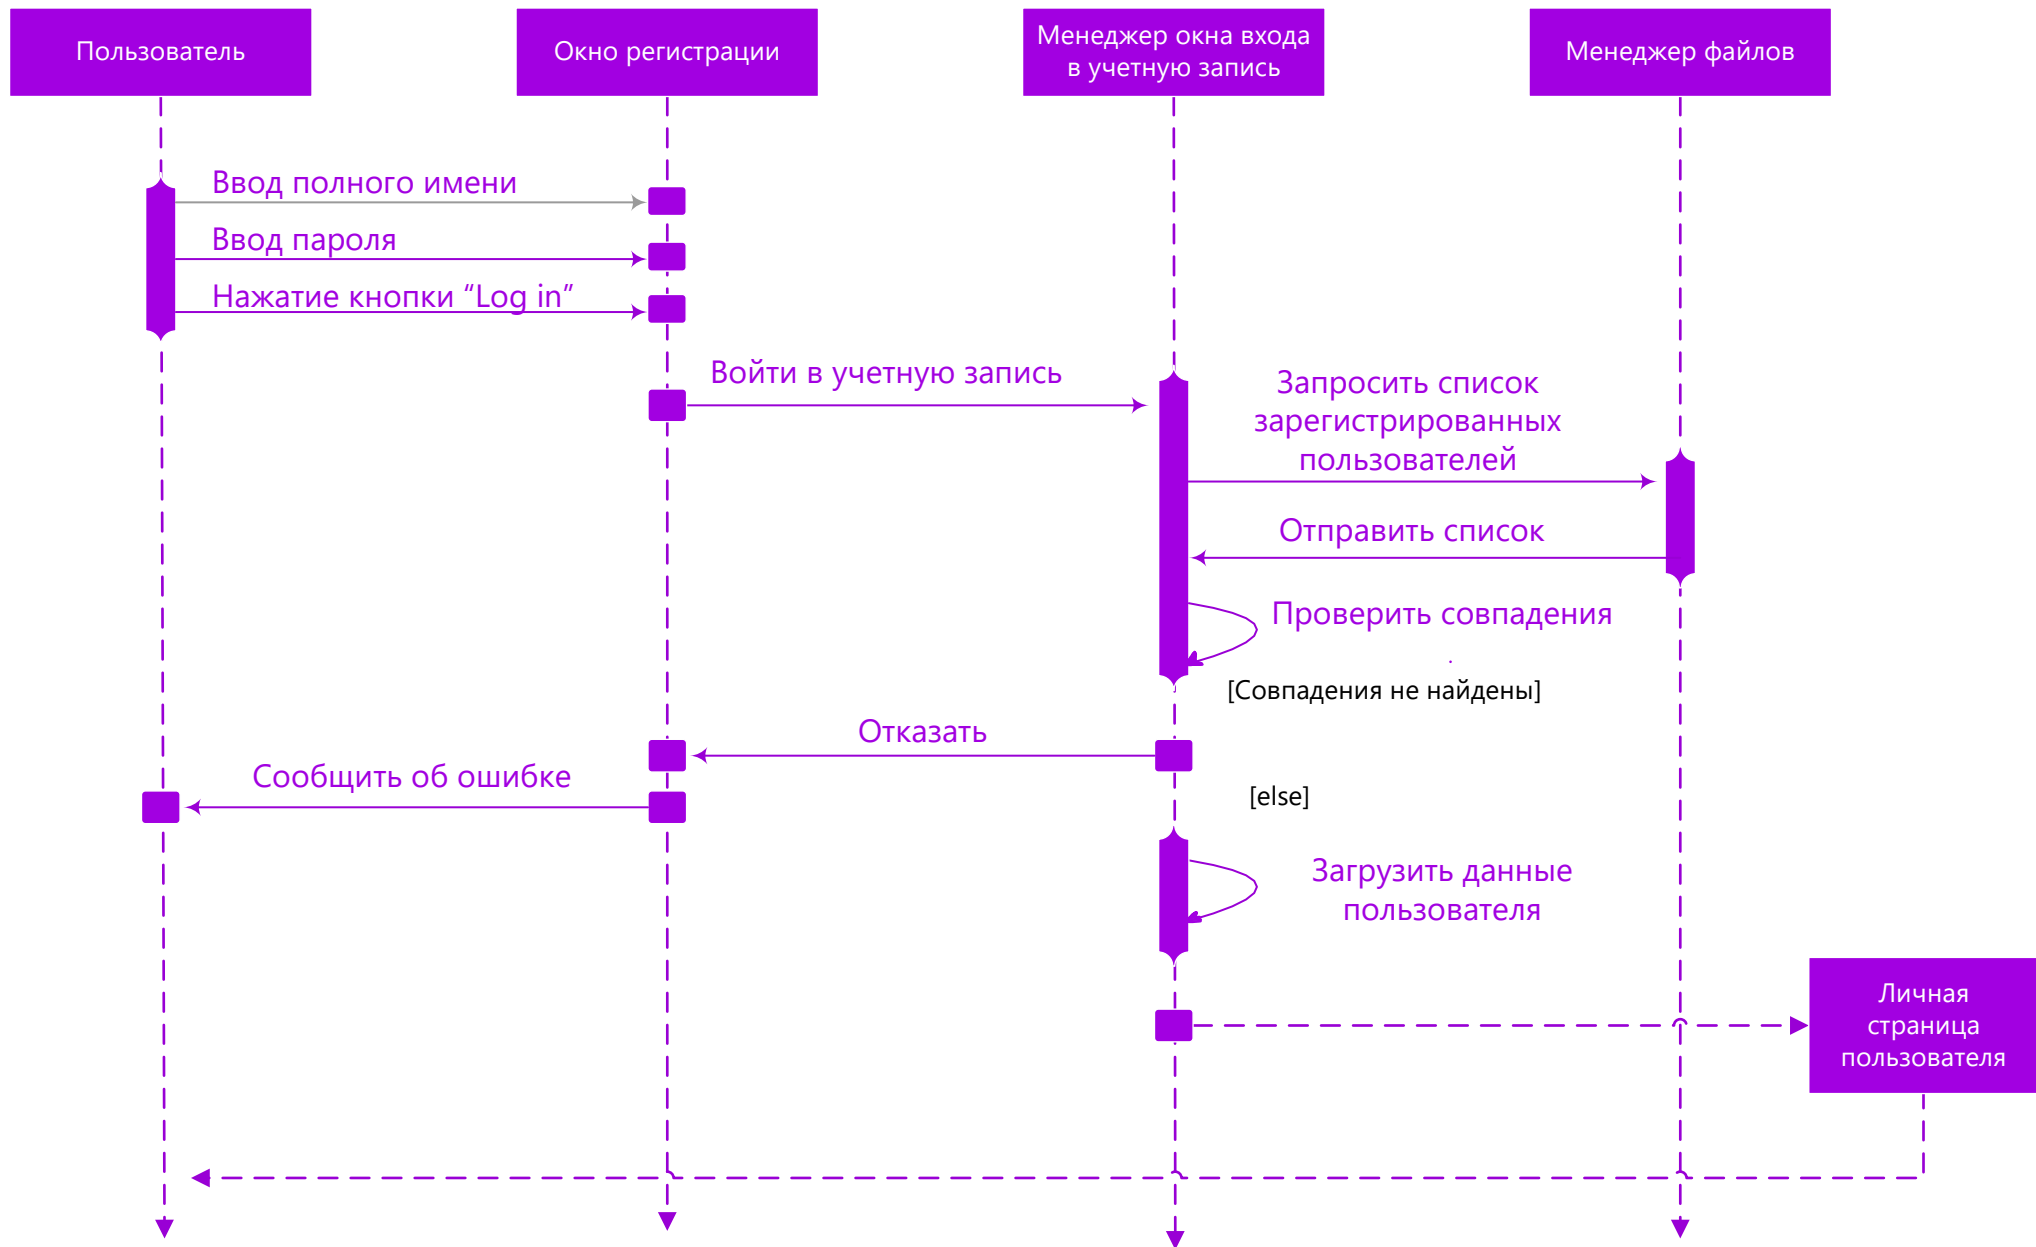 Пользователь
Окно регистрации
Менеджер окна входа
в учетную запись
Менеджер файлов
Ввод полного имени
Ввод пароля
Нажатие кнопки “Log in”
Войти в учетную запись
Запросить список
зарегистрированных
пользователей
Отправить список
Проверить совпадения
.
[Совпадения не найдены]
Отказать
Сообщить об ошибке
[else]
Загрузить данные
пользователя
Личная
страница
пользователя